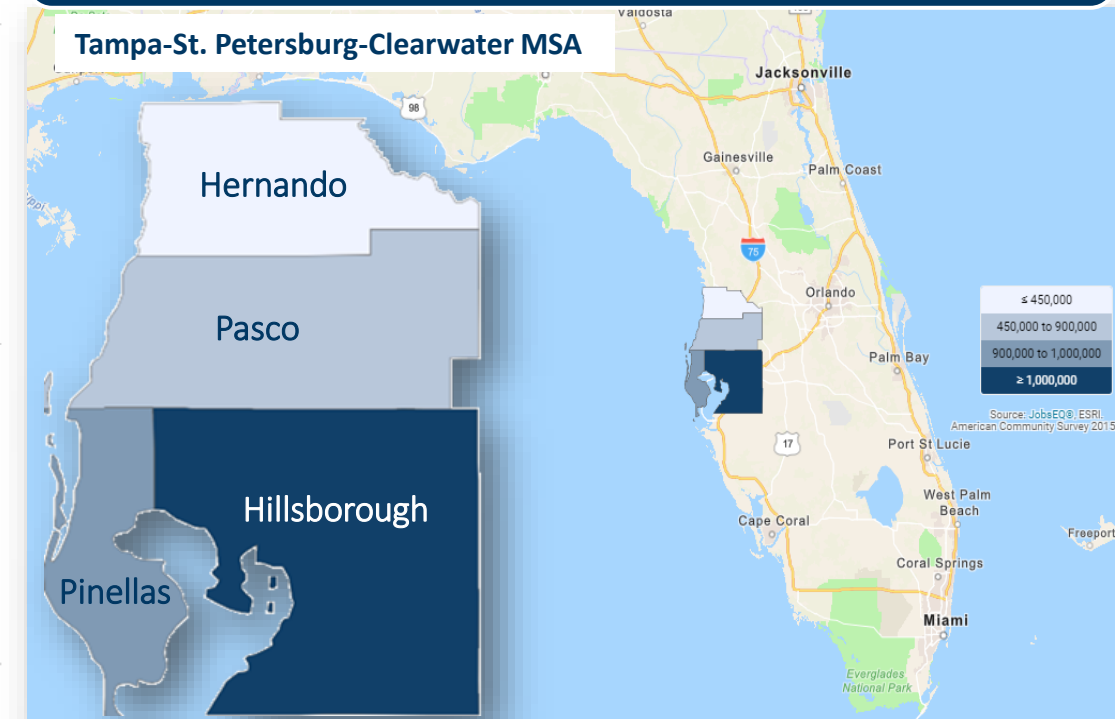 Tampa-St. Petersburg-Clearwater MSA
Valdosta
Jacksonville
98
Gainesville
Palm Coast
Hernando
75
Orlando
≤ 450,000
450,000 to 900,000
900,000 to 1,000,000
≥ 1,000,000
Pasco
Palm Bay
Source: JobsEQ®, ESRI,
American Community Survey 2015
17
Port St Lucie
Hillsborough
West Palm
Beach
Cape Coral
Freeport
Coral Springs
Pinellas
Miami
Everglades
National Park